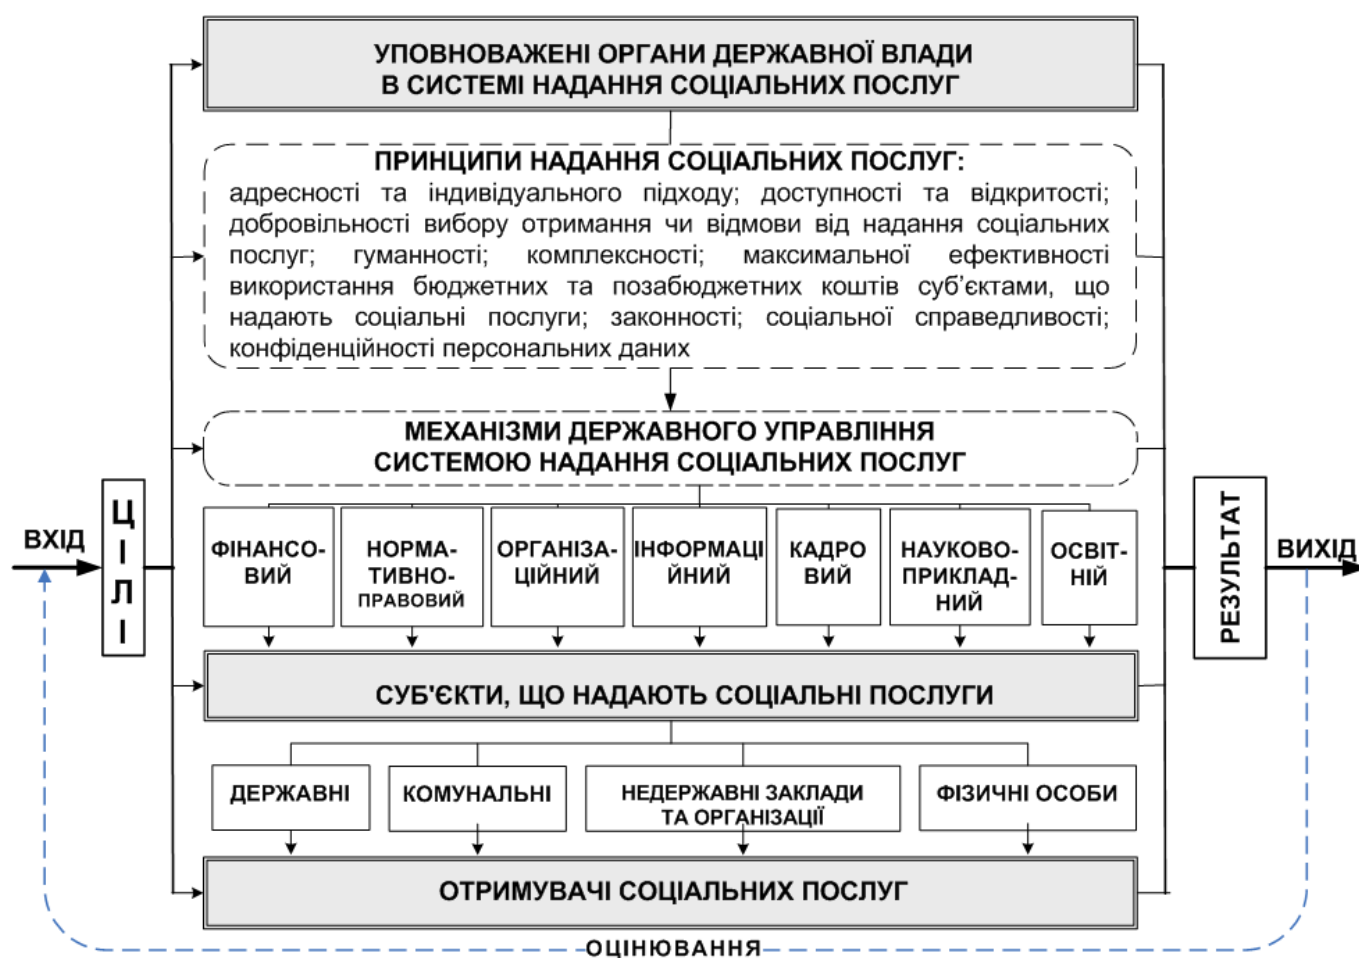 УПОВНОВАЖЕНІ ОРГАНИ ДЕРЖАВНОЇ ВЛАДИ
В СИСТЕМІ НАДАННЯ СОЦІАЛЬНИХ ПОСЛУГ
ПРИНЦИПИ НАДАННЯ СОЦІАЛЬНИХ ПОСЛУГ:
адресності та індивідуального підходу; доступності та відкритості;
добровільності вибору отримання чи відмови від надання соціальних
послуг; гуманності; комплексності; максимальної ефективності
використання бюджетних та позабюджетних коштів суб’єктами, що
надають соціальні послуги; законності; соціальної справедливості;
конфіденційності персональних даних
МЕХАНІЗМИ ДЕРЖАВНОГО УПРАВЛІННЯ
СИСТЕМОЮ НАДАННЯ СОЦІАЛЬНИХ ПОСЛУГ
ВХІД
Ц
І
Л
І
ФІНАНСО-
ВИЙ
НОРМА-
ТИВНО-
ПРАВОВИЙ
ОРГАНІЗА-
ЦІЙНИЙ
ІНФОРМАЦІ
ЙНИЙ
КАДРО
ВИЙ
НАУКОВО-
ПРИКЛАД-
НИЙ
ОСВІТ-
НІЙ
РЕЗУЛЬТАТ
ВИХІД
СУБ'ЄКТИ, ЩО НАДАЮТЬ СОЦІАЛЬНІ ПОСЛУГИ
ДЕРЖАВНІ
КОМУНАЛЬНІ
НЕДЕРЖАВНІ ЗАКЛАДИ
ТА ОРГАНІЗАЦІЇ
ФІЗИЧНІ ОСОБИ
ОТРИМУВАЧІ СОЦІАЛЬНИХ ПОСЛУГ
ОЦІНЮВАННЯ